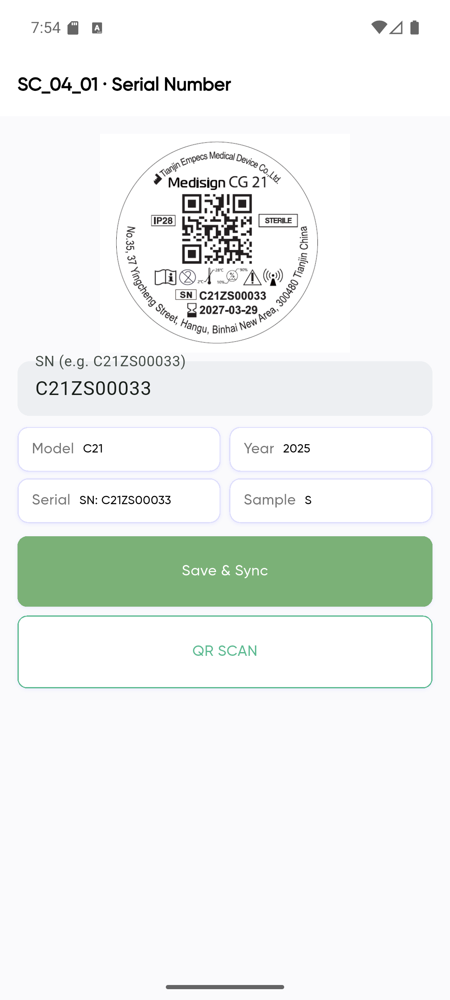 7:54
SC_04_01 · Serial Number
Tianjin Empecs Medical Device Co.,Ltd.
Medisign CG 21
IP28
STERILE
No.35, 37 Yingcheng Street, Hangu, Binhai New Area, 300480 Tianjin China
2
2°C 28°C
10% % 90%
SN C21ZS00033
2027-03-29
SN (e.g. C21ZS00033)
C21ZS00033
Model C21
Year 2025
Serial SN: C21ZS00033
Sample S
Save & Sync
QR SCAN